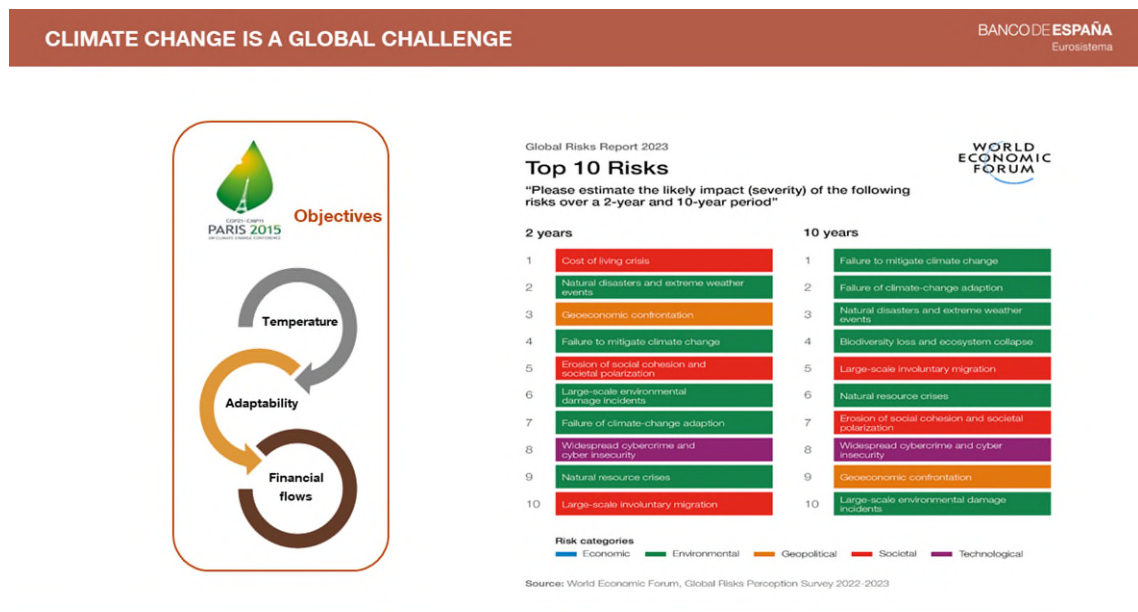 CLIMATE CHANGE IS A GLOBAL CHALLENGE
BANCO DE ESPAÑA
Eurosistema
COP21·CMP11
PARIS 2015
UN CLIMATE CHANGE CONFERENCE
Objectives
Temperature
Adaptability
Financial
flows
Global Risks Report 2023
Top 10 Risks
“Please estimate the likely impact (severity) of the following
risks over a 2-year and 10-year period”
WORLD
ECONOMIC
FORUM
2 years
1 Cost of living crisis
2 Natural disasters and extreme weather
events
3 Geoeconomic confrontation
4 Failure to mitigate climate change
5 Erosion of social cohesion and
societal polarization
6 Large-scale environmental
damage incidents
7 Failure of climate-change adaption
8 Widespread cybercrime and
cyber insecurity
9 Natural resource crises
10 Large-scale involuntary migration
10 years
1 Failure to mitigate climate change
2 Failure of climate-change adaption
3 Natural disasters and extreme weather
events
4 Biodiversity loss and ecosystem collapse
5 Large-scale involuntary migration
6 Natural resource crises
7 Erosion of social cohesion and societal
polarization
8 Widespread cybercrime and cyber
insecurity
9 Geoeconomic confrontation
10 Large-scale environmental damage
incidents
Risk categories
Economic Environmental Geopolitical Societal Technological
Source: World Economic Forum, Global Risks Perception Survey 2022-2023